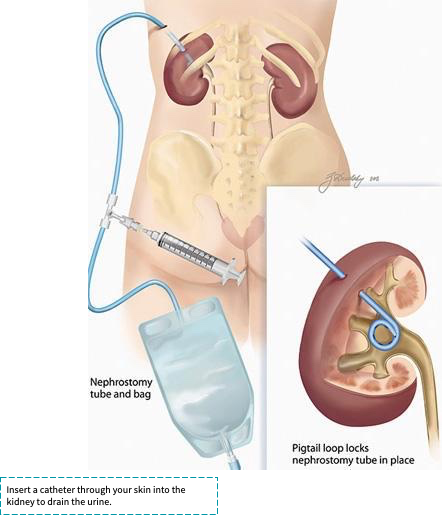 Nephrostomy
tube and bag
Pigtail loop locks
nephrostomy tube in place
Insert a catheter through your skin into the
kidney to drain the urine.